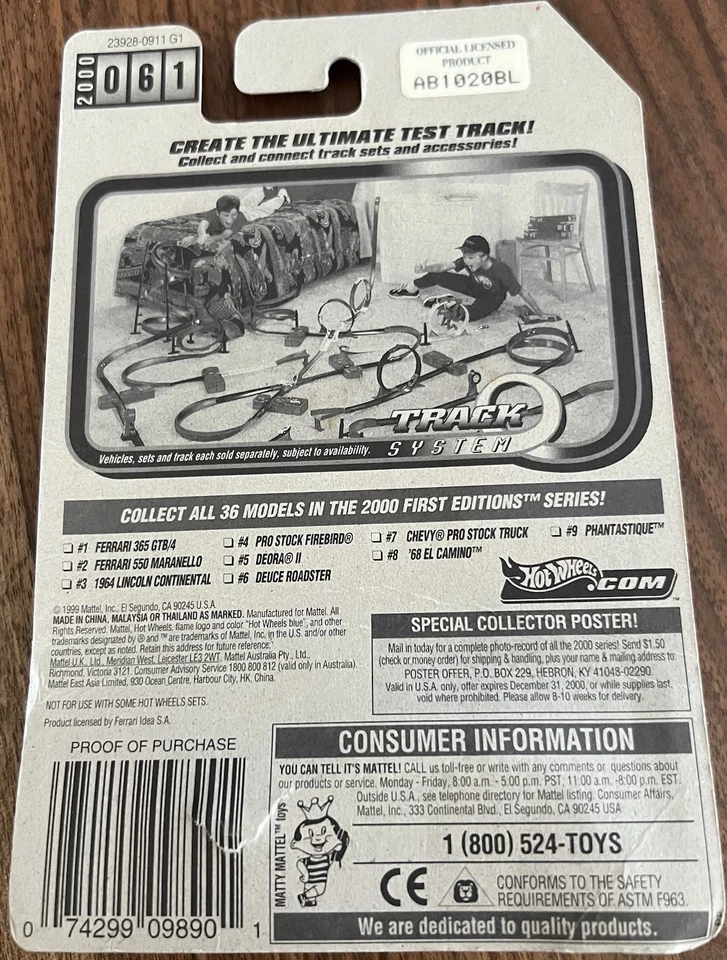 23928-0911 G1
2000
061
OFFICIAL LICENSED
PRODUCT
AB1020BL
CREATE THE ULTIMATE TEST TRACK!
Collect and connect track sets and accessories!
TRACK
SYSTEM
Vehicles, sets and track each sold separately, subject to availability.
COLLECT ALL 36 MODELS IN THE 2000 FIRST EDITIONS™ SERIES!
#1 FERRARI 365 GTB/4
#2 FERRARI 550 MARANELLO
#3 1964 LINCOLN CONTINENTAL
#4 PRO STOCK FIREBIRD®
#5 DEORA® II
#6 DEUCE ROADSTER
#7 CHEVY® PRO STOCK TRUCK
#8 '68 EL CAMINO™
#9 PHANTASTIQUE™
Hot Wheels.COM™
© 1999 Mattel, Inc., El Segundo, CA 90245 U.S.A.
MADE IN CHINA, MALAYSIA OR THAILAND AS MARKED. Manufactured for Mattel. All
Rights Reserved. Mattel, Hot Wheels, flame logo and color "Hot Wheels blue", and other
trademarks designated by ® and ™ are trademarks of Mattel, Inc. in the U.S. and/or other
countries, except as noted. Retain this address for future reference:
Mattel U.K. Ltd., Meridian West, Leicester LE3 2WT. Mattel Australia Pty., Ltd.,
Richmond, Victoria 3121. Consumer Advisory Service 1800 800 812 (valid only in Australia)
Mattel East Asia Limited, 930 Ocean Centre, Harbour City, HK, China.
NOT FOR USE WITH SOME HOT WHEELS SETS.
Product licensed by Ferrari Idea S.A.
SPECIAL COLLECTOR POSTER!
Mail in today for a complete photo-record of all the 2000 series! Send $1.50
(check or money order) for shipping & handling, plus your name & mailing address to:
POSTER OFFER, P.O. BOX 229, HEBRON, KY 41048-02290.
Valid in U.S.A. only, offer expires December 31, 2000, or while supplies last,
void where prohibited. Please allow 8-10 weeks for delivery.
PROOF OF PURCHASE
0 74299 09890 1
CONSUMER INFORMATION
YOU CAN TELL IT'S MATTEL! CALL us toll-free or write with any comments or questions about
our products or service. Monday - Friday, 8:00 a.m. - 5:00 p.m. PST; 11:00 a.m. -8:00 p.m. EST.
Outside U.S.A., see telephone directory for Mattel listing. Consumer Affairs,
Mattel, Inc., 333 Continental Blvd., El Segundo, CA 90245 USA
MATTY MATTEL™ toys
1 (800) 524-TOYS
CE
CONFORMS TO THE SAFETY
REQUIREMENTS OF ASTM F963.
We are dedicated to quality products.